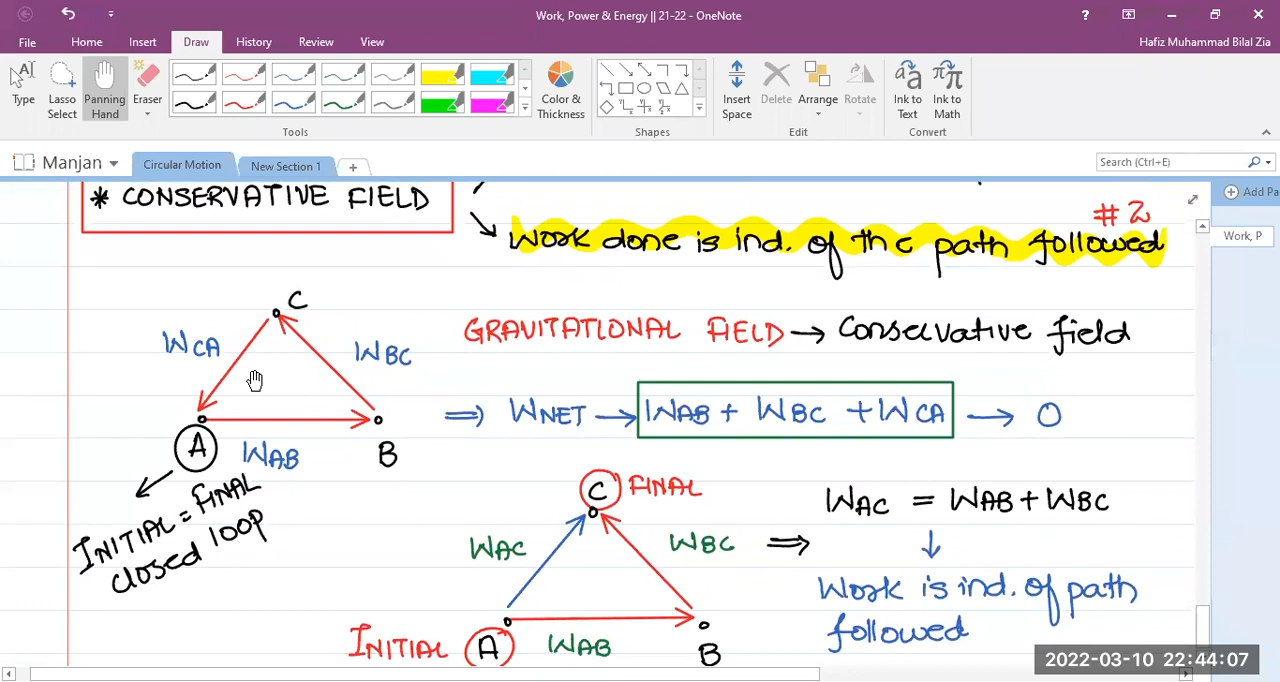 Work, Power & Energy || 21-22 - OneNote
?
File Home Insert Draw History Review View
Hafiz Muhammad Bilal Zia
Type
Lasso Select
Panning Hand
Eraser
Color & Thickness
Insert Space
Delete
Arrange
Rotate
Ink to Text
Ink to Math
Tools
Shapes
Edit
Convert
Manjan
Circular Motion
New Section 1
Search (Ctrl+E)
Add Pa
Work, P
* CONSERVATIVE FIELD
#2
Work done is ind. of the path followed
C
WCA
WBC
A
WAB
B
INITIAL = FINAL
closed loop
GRAVITATIONAL FIELD → Conservative field
⇒ WNET → WAB + WBC + WCA → 0
C FINAL
WAC
WBC
INITIAL A
WAB
B
⇒ WAC = WAB + WBC
↓
Work is ind. of path
followed
2022-03-10 22:44:07